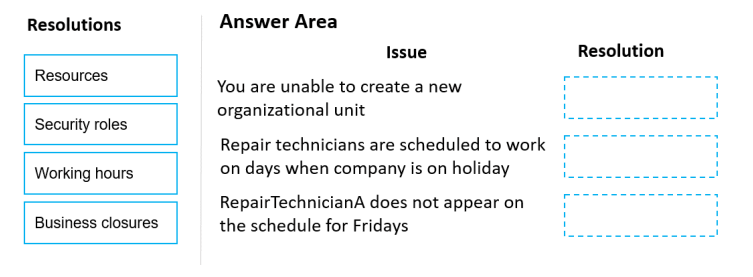 Resolutions
Resources
Security roles
Working hours
Business closures
Answer Area
Issue
Resolution
You are unable to create a new
organizational unit
Repair technicians are scheduled to work
on days when company is on holiday
RepairTechnicianA does not appear on
the schedule for Fridays